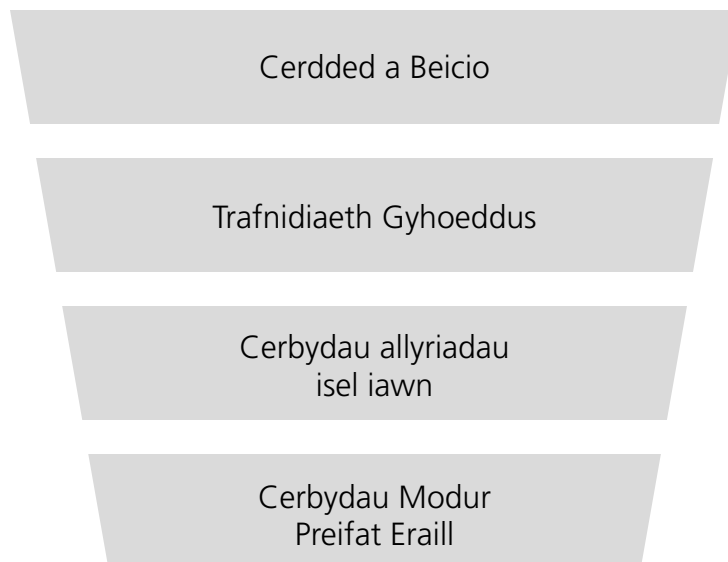 Cerdded a Beicio
Trafnidiaeth Gyhoeddus
Cerbydau allyriadau
isel iawn
Cerbydau Modur
Preifat Eraill